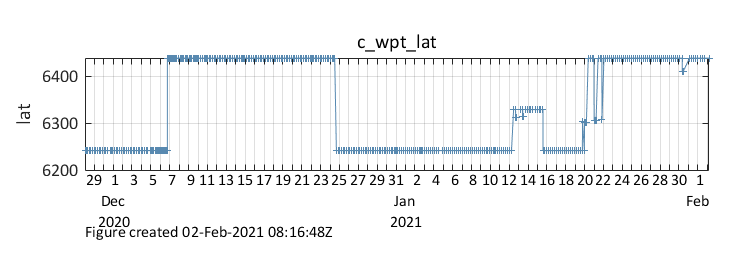 c_wpt_lat
lat
6400
6300
6200
29 1 3 5 7 9 11 13 15 17 19 21 23 25 27 29 31 2 4 6 8 10 12 14 16 18 20 22 24 26 28 30 1
Dec Jan Feb
2020 2021
Figure created 02-Feb-2021 08:16:48Z